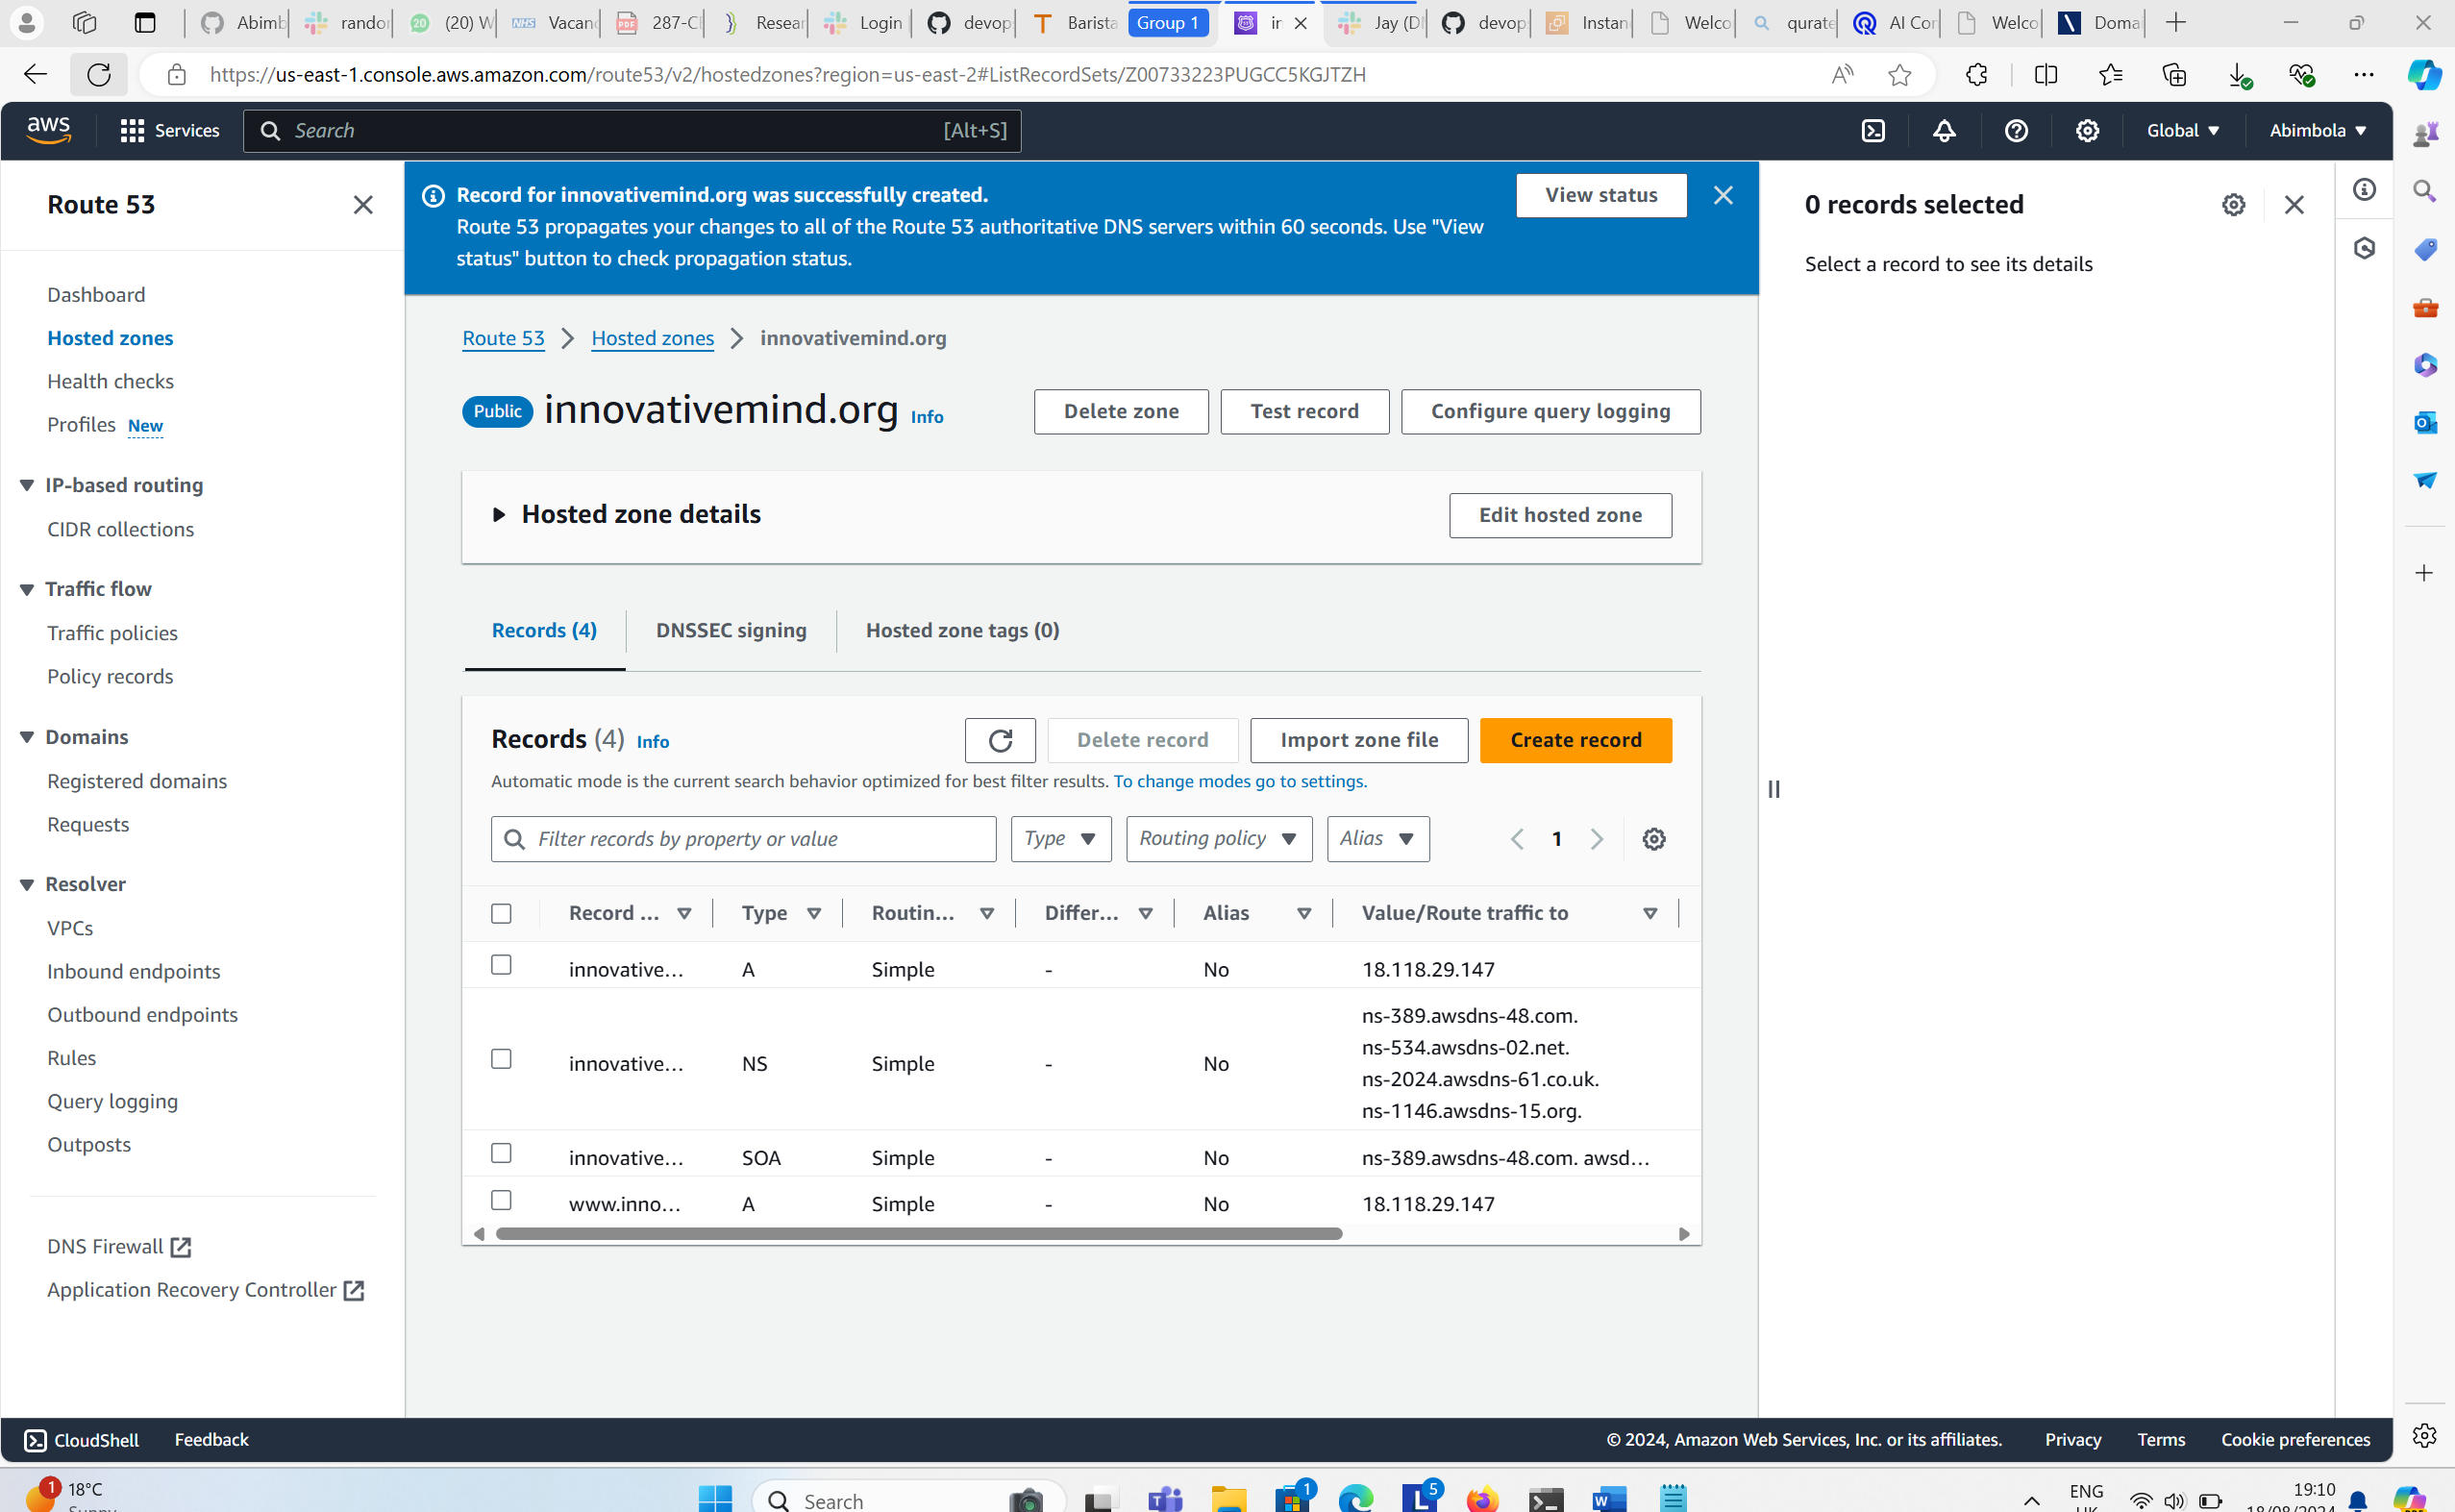 Abimb
randor
(20) W
Vacanc
287-CI
Resear
Login
devop
Barista
Group 1
in
Jay (DM
devop
Instan
Welco
qurate
AI Con
Welco
Domai
https://us-east-1.console.aws.amazon.com/route53/v2/hostedzones?region=us-east-2#ListRecordSets/Z00733223PUGCC5KGJTZH
aws
Services
Search
[Alt+S]
Global
Abimbola
Route 53
Dashboard
Hosted zones
Health checks
Profiles New
IP-based routing
CIDR collections
Traffic flow
Traffic policies
Policy records
Domains
Registered domains
Requests
Resolver
VPCs
Inbound endpoints
Outbound endpoints
Rules
Query logging
Outposts
DNS Firewall
Application Recovery Controller
Record for innovativemind.org was successfully created.
Route 53 propagates your changes to all of the Route 53 authoritative DNS servers within 60 seconds. Use "View
status" button to check propagation status.
View status
Route 53 > Hosted zones > innovativemind.org
Public innovativemind.org Info
Delete zone
Test record
Configure query logging
Hosted zone details
Edit hosted zone
Records (4)
DNSSEC signing
Hosted zone tags (0)
Records (4) Info
Delete record
Import zone file
Create record
Automatic mode is the current search behavior optimized for best filter results. To change modes go to settings.
Filter records by property or value
Type
Routing policy
Alias
1
Record ... Type Routin... Differ... Alias Value/Route traffic to
innovative... A Simple - No 18.118.29.147
innovative... NS Simple - No ns-389.awsdns-48.com.
ns-534.awsdns-02.net.
ns-2024.awsdns-61.co.uk.
ns-1146.awsdns-15.org.
innovative... SOA Simple - No ns-389.awsdns-48.com. awsd...
www.inno... A Simple - No 18.118.29.147
0 records selected
Select a record to see its details
CloudShell
Feedback
© 2024, Amazon Web Services, Inc. or its affiliates.
Privacy
Terms
Cookie preferences
1
18°C
Sunny
Search
1
5
ENG
UK
19:10
18/08/2024